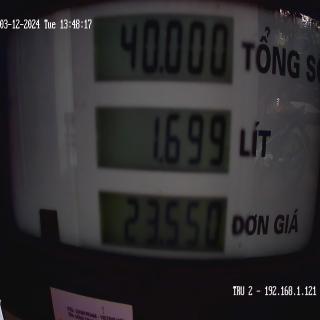 03-12-2024 Tue 13:48:17
40.000 TỔNG S
1.699 LÍT
23.550 ĐƠN GIÁ
TRU 2 - 192.168.1.121